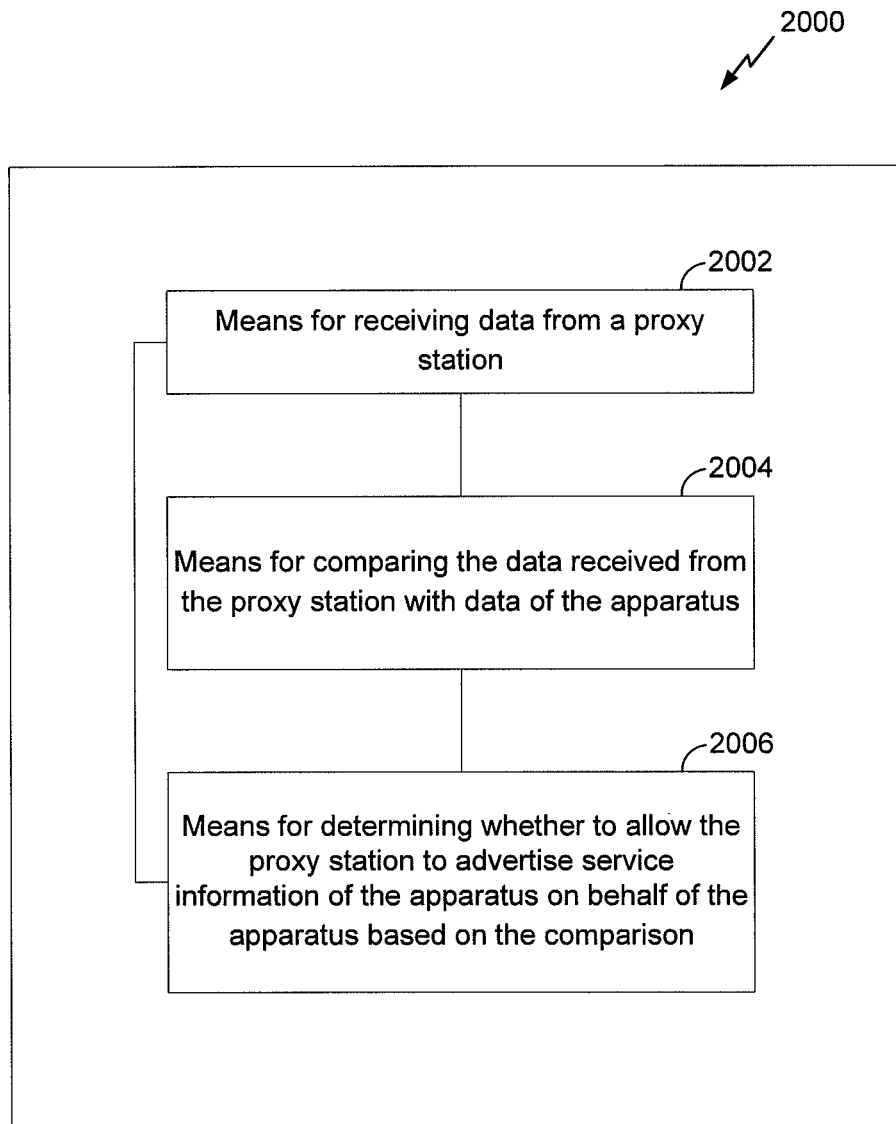 2000
2002
Means for receiving data from a proxy
station
2004
Means for comparing the data received from
the proxy station with data of the apparatus
2006
Means for determining whether to allow the
proxy station to advertise service
information of the apparatus on behalf of the
apparatus based on the comparison